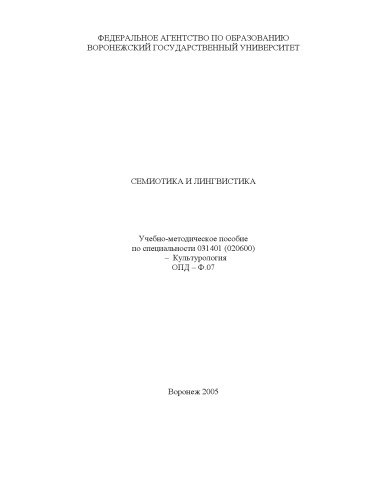 ФЕДЕРАЛЬНОЕ АГЕНТСТВО ПО ОБРАЗОВАНИЮ
ВОРОНЕЖСКИЙ ГОСУДАРСТВЕННЫЙ УНИВЕРСИТЕТ
СЕМИОТИКА И ЛИНГВИСТИКА
Учебно-методическое пособие
по специальности 031401 (020600)
– Культурология
ОПД – Ф.07
Воронеж 2005